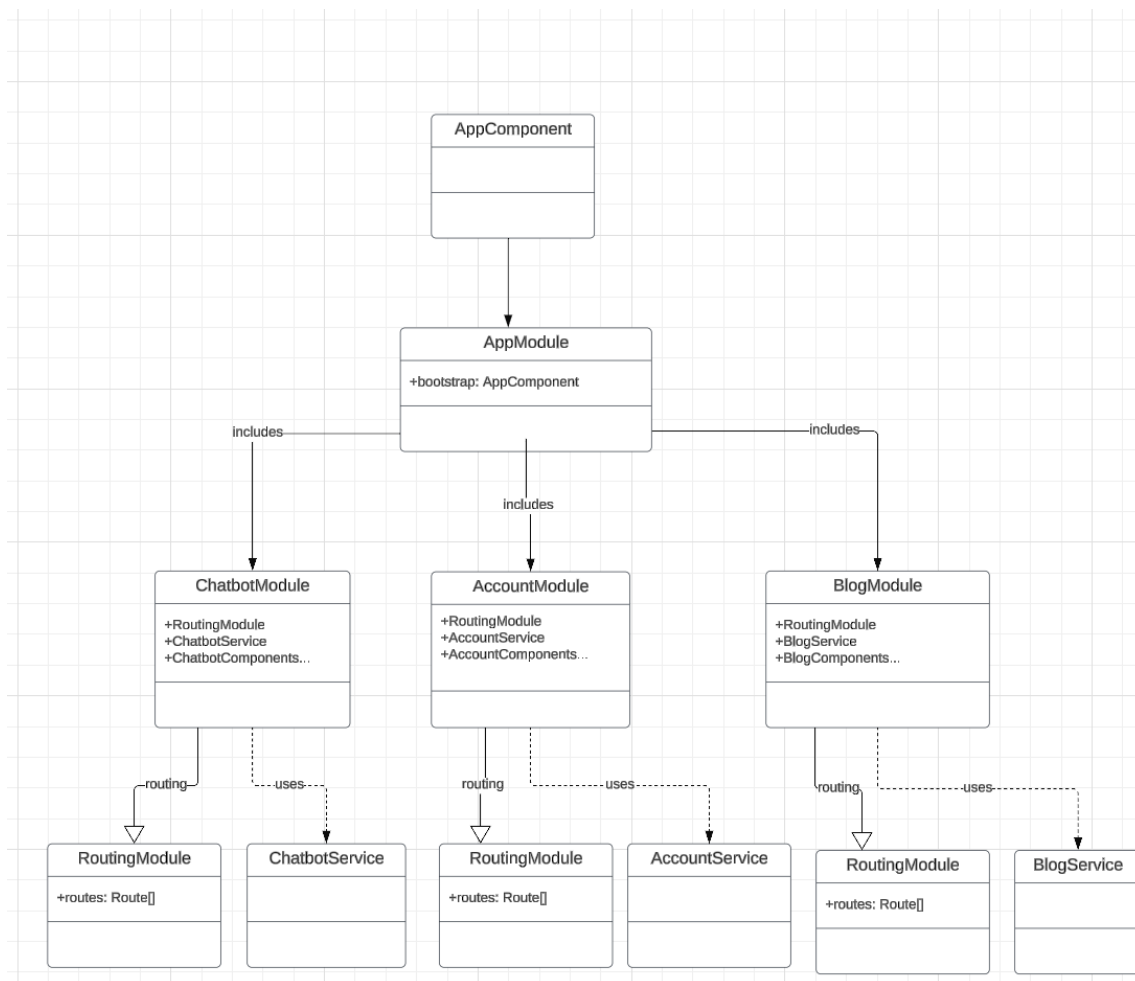 AppComponent
AppModule
+bootstrap: AppComponent
includes
includes
includes
ChatbotModule
+RoutingModule
+ChatbotService
+ChatbotComponents...
AccountModule
+RoutingModule
+AccountService
+AccountComponents...
BlogModule
+RoutingModule
+BlogService
+BlogComponents...
routing
uses
routing
uses
routing
uses
RoutingModule
+routes: Route[]
ChatbotService
RoutingModule
+routes: Route[]
AccountService
RoutingModule
+routes: Route[]
BlogService